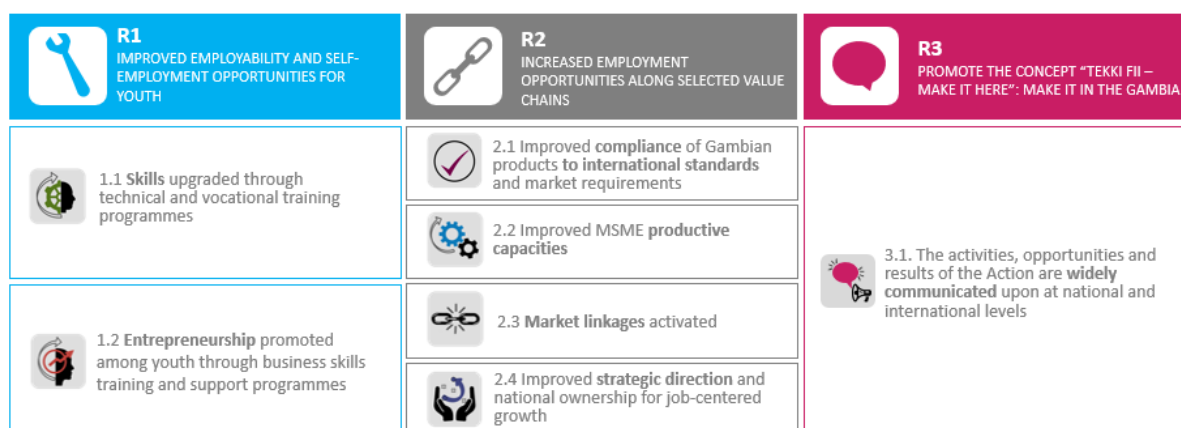 R1
IMPROVED EMPLOYABILITY AND SELF-
EMPLOYMENT OPPORTUNITIES FOR
YOUTH
1.1 Skills upgraded through
technical and vocational training
programmes
1.2 Entrepreneurship promoted
among youth through business skills
training and support programmes
R2
INCREASED EMPLOYMENT
OPPORTUNITIES ALONG SELECTED VALUE
CHAINS
2.1 Improved compliance of Gambian
products to international standards
and market requirements
2.2 Improved MSME productive
capacities
2.3 Market linkages activated
2.4 Improved strategic direction and
national ownership for job-centered
growth
R3
PROMOTE THE CONCEPT “TEKKI FII –
MAKE IT HERE”: MAKE IT IN THE GAMBIA
3.1. The activities, opportunities and
results of the Action are widely
communicated upon at national and
international levels